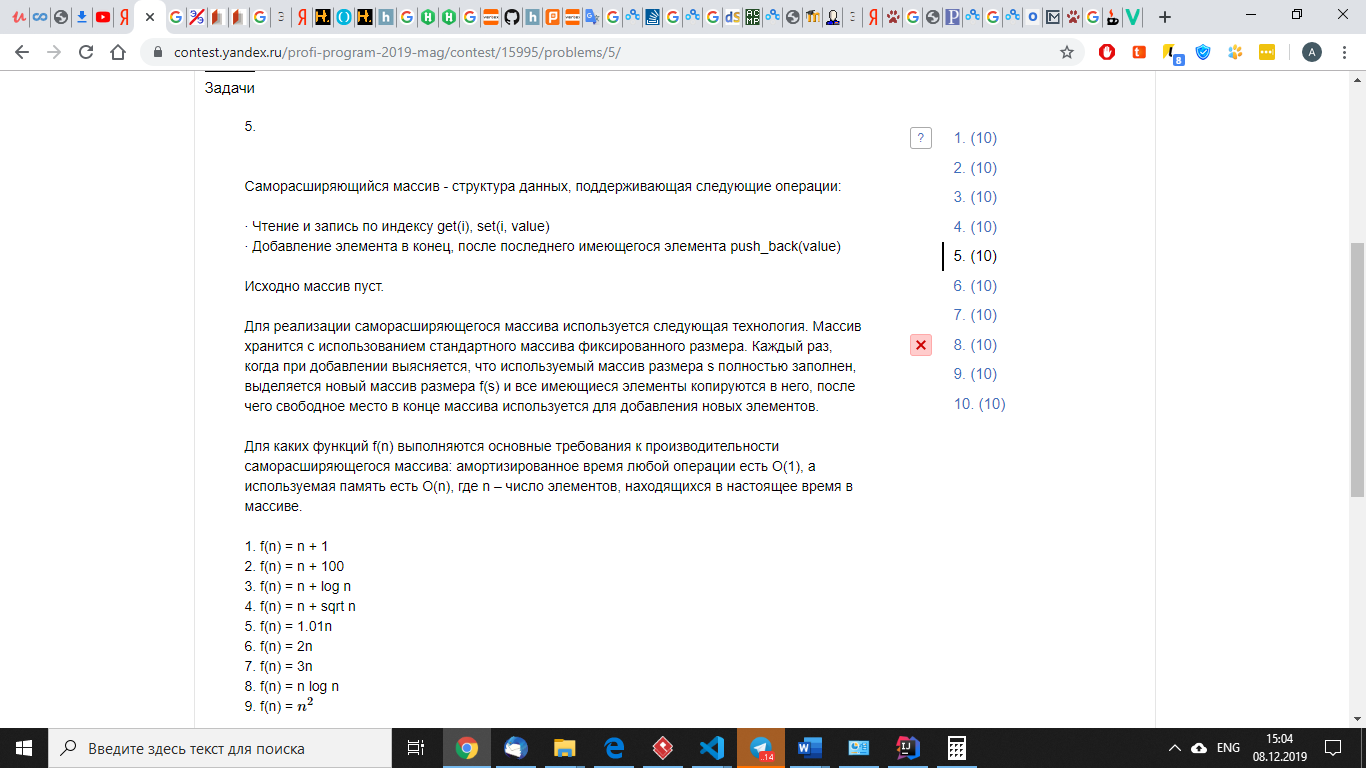 contest.yandex.ru/profi-program-2019-mag/contest/15995/problems/5/
A
8
Задачи
5.
Саморасширяющийся массив - структура данных, поддерживающая следующие операции:
· Чтение и запись по индексу get(i), set(i, value)
· Добавление элемента в конец, после последнего имеющегося элемента push_back(value)
Исходно массив пуст.
Для реализации саморасширяющегося массива используется следующая технология. Массив
хранится с использованием стандартного массива фиксированного размера. Каждый раз,
когда при добавлении выясняется, что используемый массив размера s полностью заполнен,
выделяется новый массив размера f(s) и все имеющиеся элементы копируются в него, после
чего свободное место в конце массива используется для добавления новых элементов.
Для каких функций f(n) выполняются основные требования к производительности
саморасширяющегося массива: амортизированное время любой операции есть O(1), а
используемая память есть O(n), где n – число элементов, находящихся в настоящее время в
массиве.
1. f(n) = n + 1
2. f(n) = n + 100
3. f(n) = n + log n
4. f(n) = n + sqrt n
5. f(n) = 1.01n
6. f(n) = 2n
7. f(n) = 3n
8. f(n) = n log n
9. f(n) = n²
?
1. (10)
2. (10)
3. (10)
4. (10)
5. (10)
6. (10)
7. (10)
8. (10)
9. (10)
10. (10)
Введите здесь текст для поиска
..14
ENG
15:04
08.12.2019